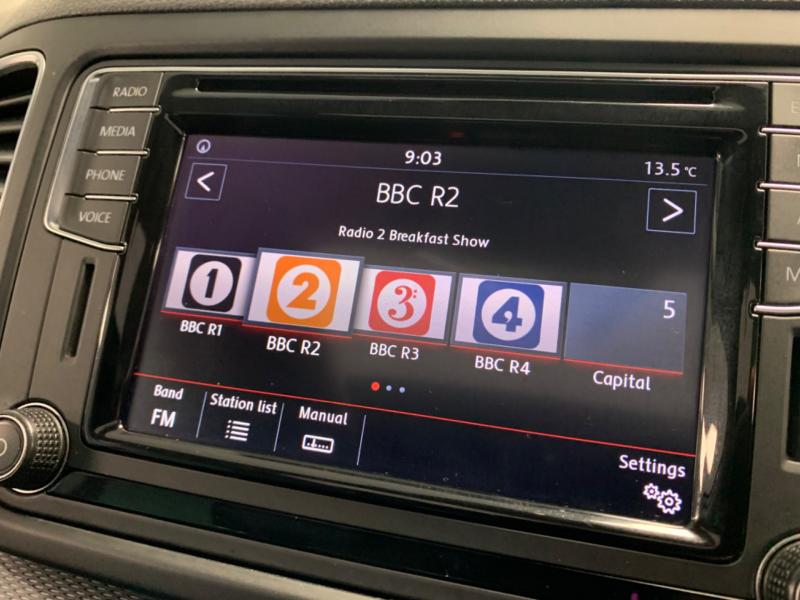 RADIO
MEDIA
PHONE
VOICE
9:03
13.5 °C
<
BBC R2
>
Radio 2 Breakfast Show
1
2
3
4
5
BBC R1
BBC R2
BBC R3
BBC R4
Capital
Band
FM
Station list
Manual
Settings